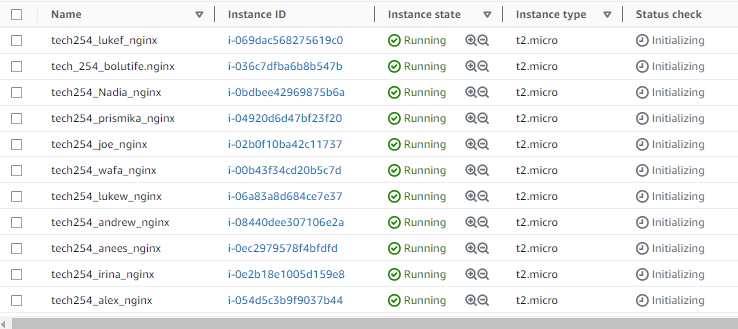 Name Instance ID Instance state Instance type Status check
tech254_lukef_nginx i-069dac568275619c0 Running t2.micro Initializing
tech_254_bolutife.nginx i-036c7dfba6b8b547b Running t2.micro Initializing
tech254_Nadia_nginx i-0bdbee42969875b6a Running t2.micro Initializing
tech254_prismika_nginx i-04920d6d47bf23f20 Running t2.micro Initializing
tech254_joe_nginx i-02b0f10ba42c11737 Running t2.micro Initializing
tech254_wafa_nginx i-00b43f34cd20b5c7d Running t2.micro Initializing
tech254_lukew_nginx i-06a83a8d684ce7e37 Running t2.micro Initializing
tech254_andrew_nginx i-08440dee307106e2a Running t2.micro Initializing
tech254_anees_nginx i-0ec2979578f4bfdfd Running t2.micro Initializing
tech254_irina_nginx i-0e2b18e1005d159e8 Running t2.micro Initializing
tech254_alex_nginx i-054d5c3b9f9037b44 Running t2.micro Initializing